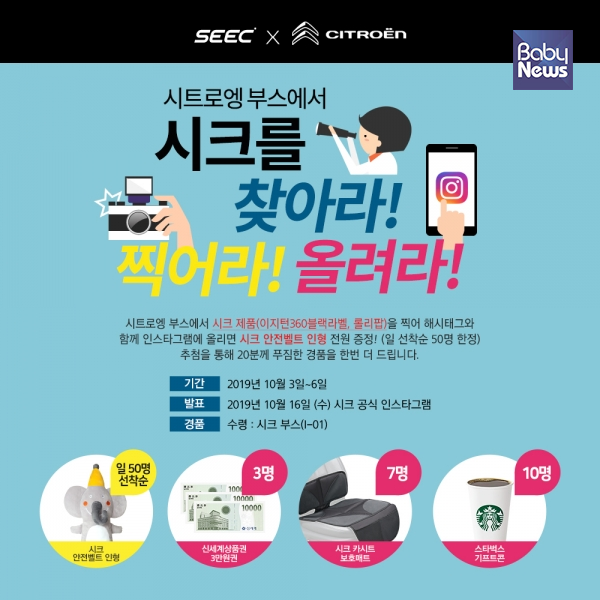 SEEC × CITROËN
Baby
News
시트로엥 부스에서
시크를
찾아라!
찍어라! 올려라!
시트로엥 부스에서 시크 제품(이지턴360블랙라벨, 롤리팝)을 찍어 해시태그와
함께 인스타그램에 올리면 시크 안전벨트 인형 전원 증정! (일 선착순 50명 한정)
추첨을 통해 20분께 푸짐한 경품을 한번 더 드립니다.
기간 2019년 10월 3일~6일
발표 2019년 10월 16일 (수) 시크 공식 인스타그램
경품 수령 : 시크 부스(I-01)
일 50명
선착순
시크
안전벨트 인형
3명
10000
10000
신세계상품권
3만원권
7명
시크 카시트
보호매트
10명
스타벅스
기프트콘